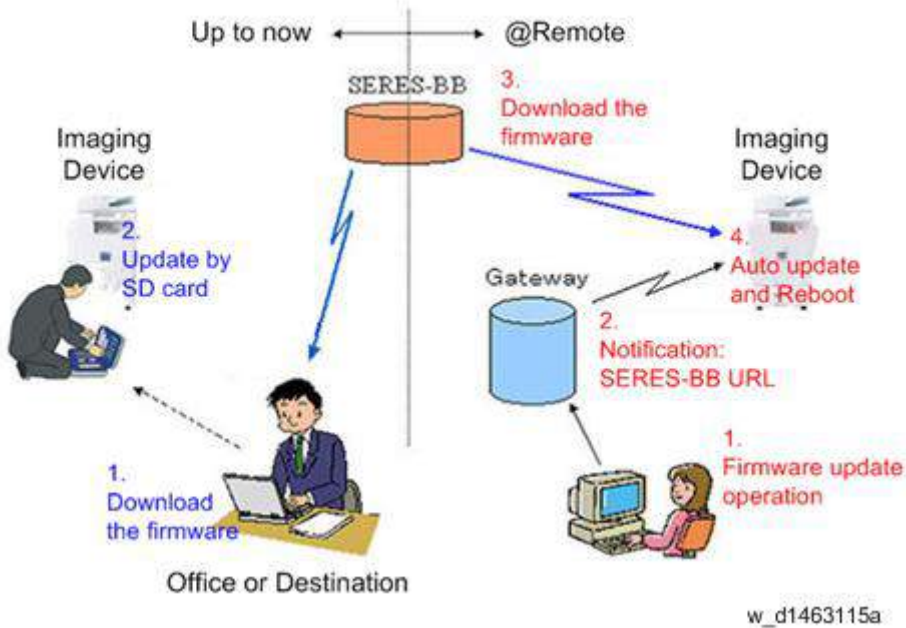 Up to now
@Remote
SERES-BB
3.
Download the
firmware
Imaging
Device
2.
Update by
SD card
Imaging
Device
4.
Auto update
and Reboot
Gateway
2.
Notification:
SERES-BB URL
1.
Download
the firmware
1.
Firmware update
operation
Office or Destination
w_d1463115a